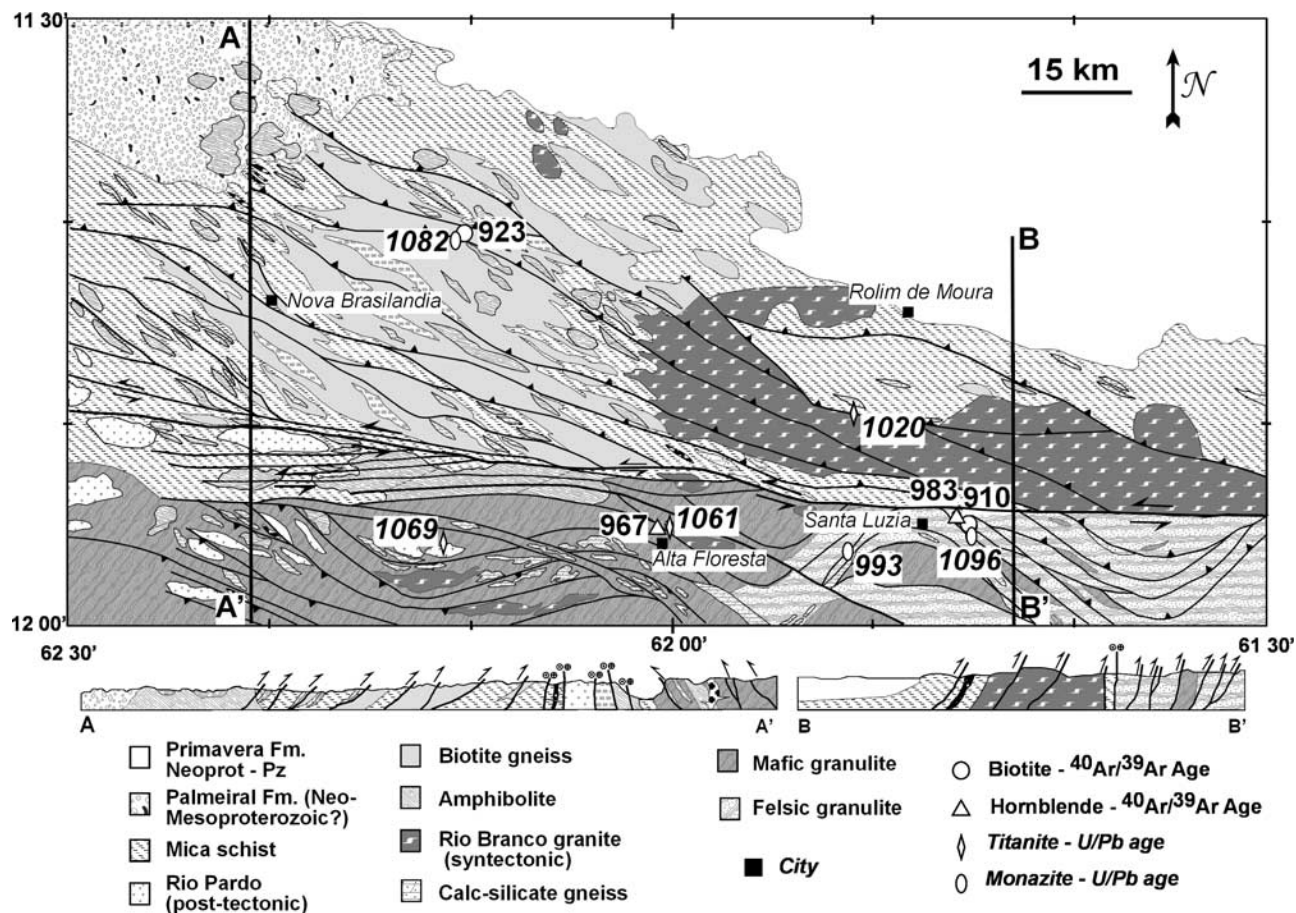 11 30'
A
15 km
N
B
1082
923
Nova Brasilandia
Rolim de Moura
1020
983
910
967
1061
Santa Luzia
1069
Alta Floresta
993
1096
A'
B'
12 00'
62 30'
62 00'
61 30'
A
A'
B
B'
Primavera Fm.
Neoprot - Pz
Palmeiral Fm. (Neo-
Mesoproterozoic?)
Mica schist
Rio Pardo
(post-tectonic)
Biotite gneiss
Amphibolite
Rio Branco granite
(syntectonic)
Calc-silicate gneiss
Mafic granulite
Felsic granulite
City
Biotite - 40Ar/39Ar Age
Hornblende - 40Ar/39Ar Age
Titanite - U/Pb age
Monazite - U/Pb age